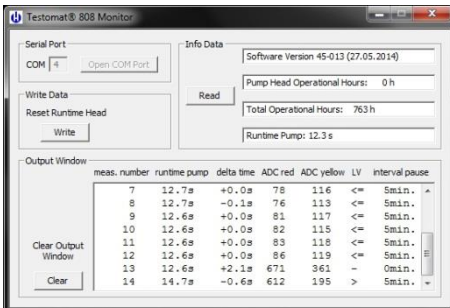 Testomat® 808 Monitor
Serial Port
COM 4 Open COM Port
Write Data
Reset Runtime Head
Write
Info Data
Read
Software Version 45-013 (27.05.2014)
Pump Head Operational Hours: 0 h
Total Operational Hours: 763 h
Runtime Pump: 12.3 s
Output Window
meas. number runtime pump delta time ADC red ADC yellow LV interval pause
7 12.7s +0.0s 78 116 <= 5min.
8 12.7s -0.1s 76 113 <= 5min.
9 12.6s +0.0s 81 117 <= 5min.
10 12.6s +0.0s 82 115 <= 5min.
11 12.6s +0.0s 83 118 <= 5min.
12 12.6s +0.0s 86 119 <= 5min.
13 12.6s +2.1s 671 361 - 0min.
14 14.7s -0.6s 612 195 > 5min.
Clear Output
Window
Clear